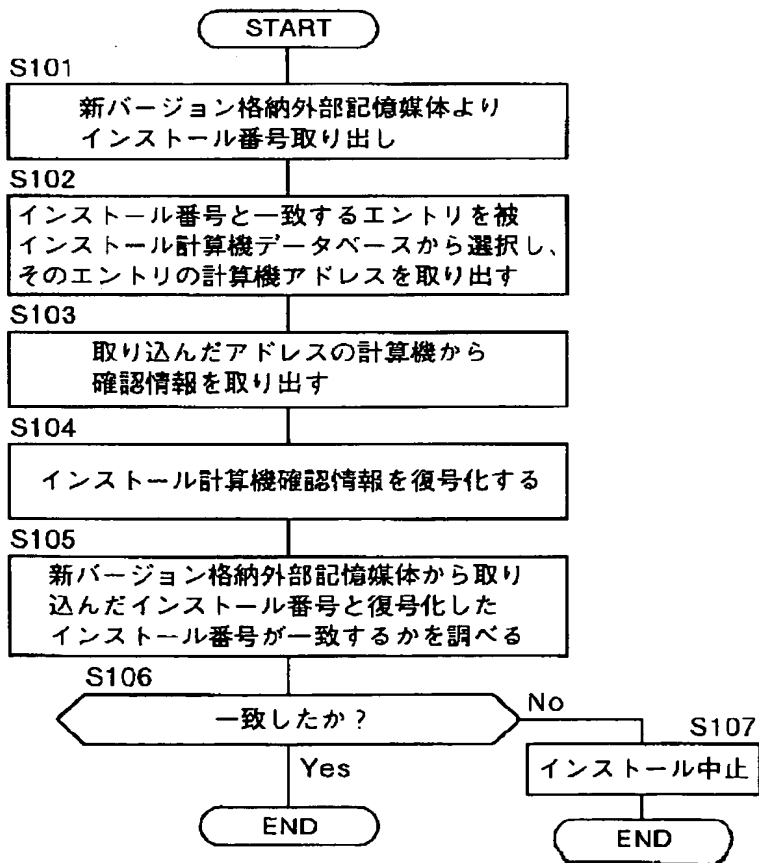 START
S101
新バージョン格納外部記憶媒体より
インストール番号取り出し
S102
インストール番号と一致するエントリを被
インストール計算機データベースから選択し、
そのエントリの計算機アドレスを取り出す
S103
取り込んだアドレスの計算機から
確認情報を取り出す
S104
インストール計算機確認情報を復号化する
S105
新バージョン格納外部記憶媒体から取り
込んだインストール番号と復号化した
インストール番号が一致するかを調べる
S106
一致したか?
No
S107
インストール中止
Yes
END
END